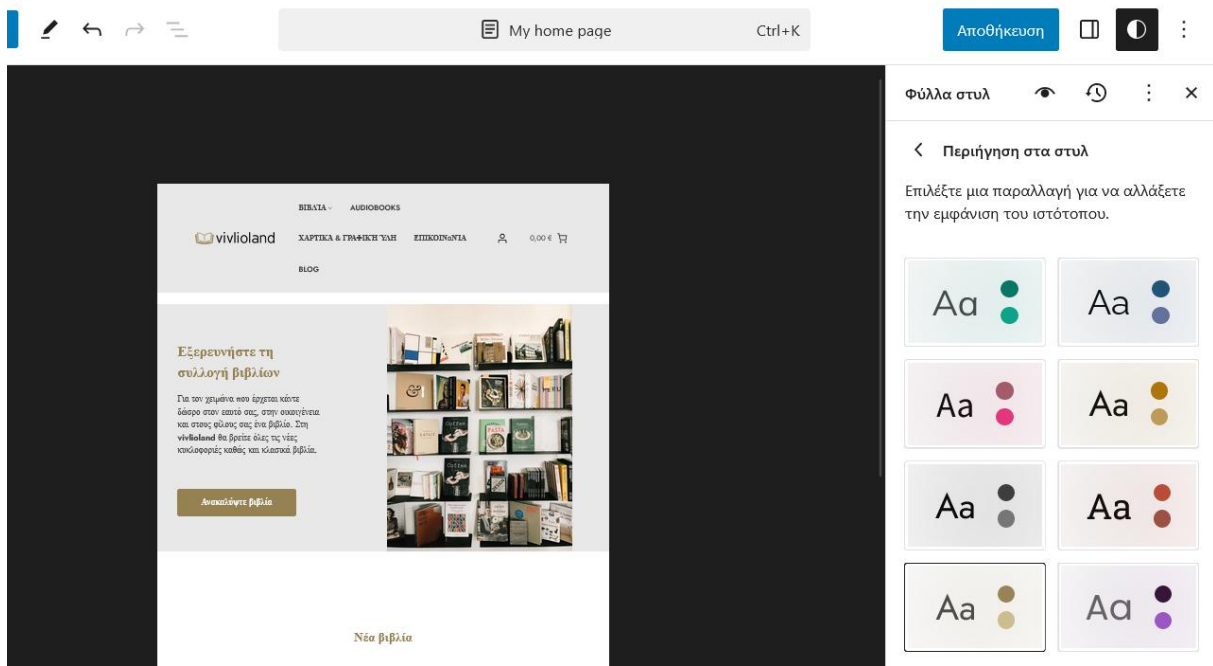 My home page
Ctrl+K
Αποθήκευση
ΒΙΒΛΙΑ
AUDIOBOOKS
vivlioland
ΧΑΡΤΙΚΑ & ΓΡΑΦΙΚΗ ΎΛΗ
ΕΠΙΚΟΙΝΩΝΙΑ
0,00 €
BLOG
Εξερευνήστε τη
συλλογή βιβλίων
Για τον χειμώνα που έρχεται κάντε
δώρο στον εαυτό σας, στην οικογένεια
και στους φίλους σας ένα βιβλίο. Στη
vivlioland θα βρείτε όλες τις νέες
κυκλοφορίες καθώς και κλασικά βιβλία.
Ανακαλύψτε βιβλία
&
PASTA
Coffee
Νέα βιβλία
Φύλλα στυλ
Περιήγηση στα στυλ
Επιλέξτε μια παραλλαγή για να αλλάξετε
την εμφάνιση του ιστότοπου.
Aa
Aa
Aa
Aa
Aa
Aa
Aa
Aa